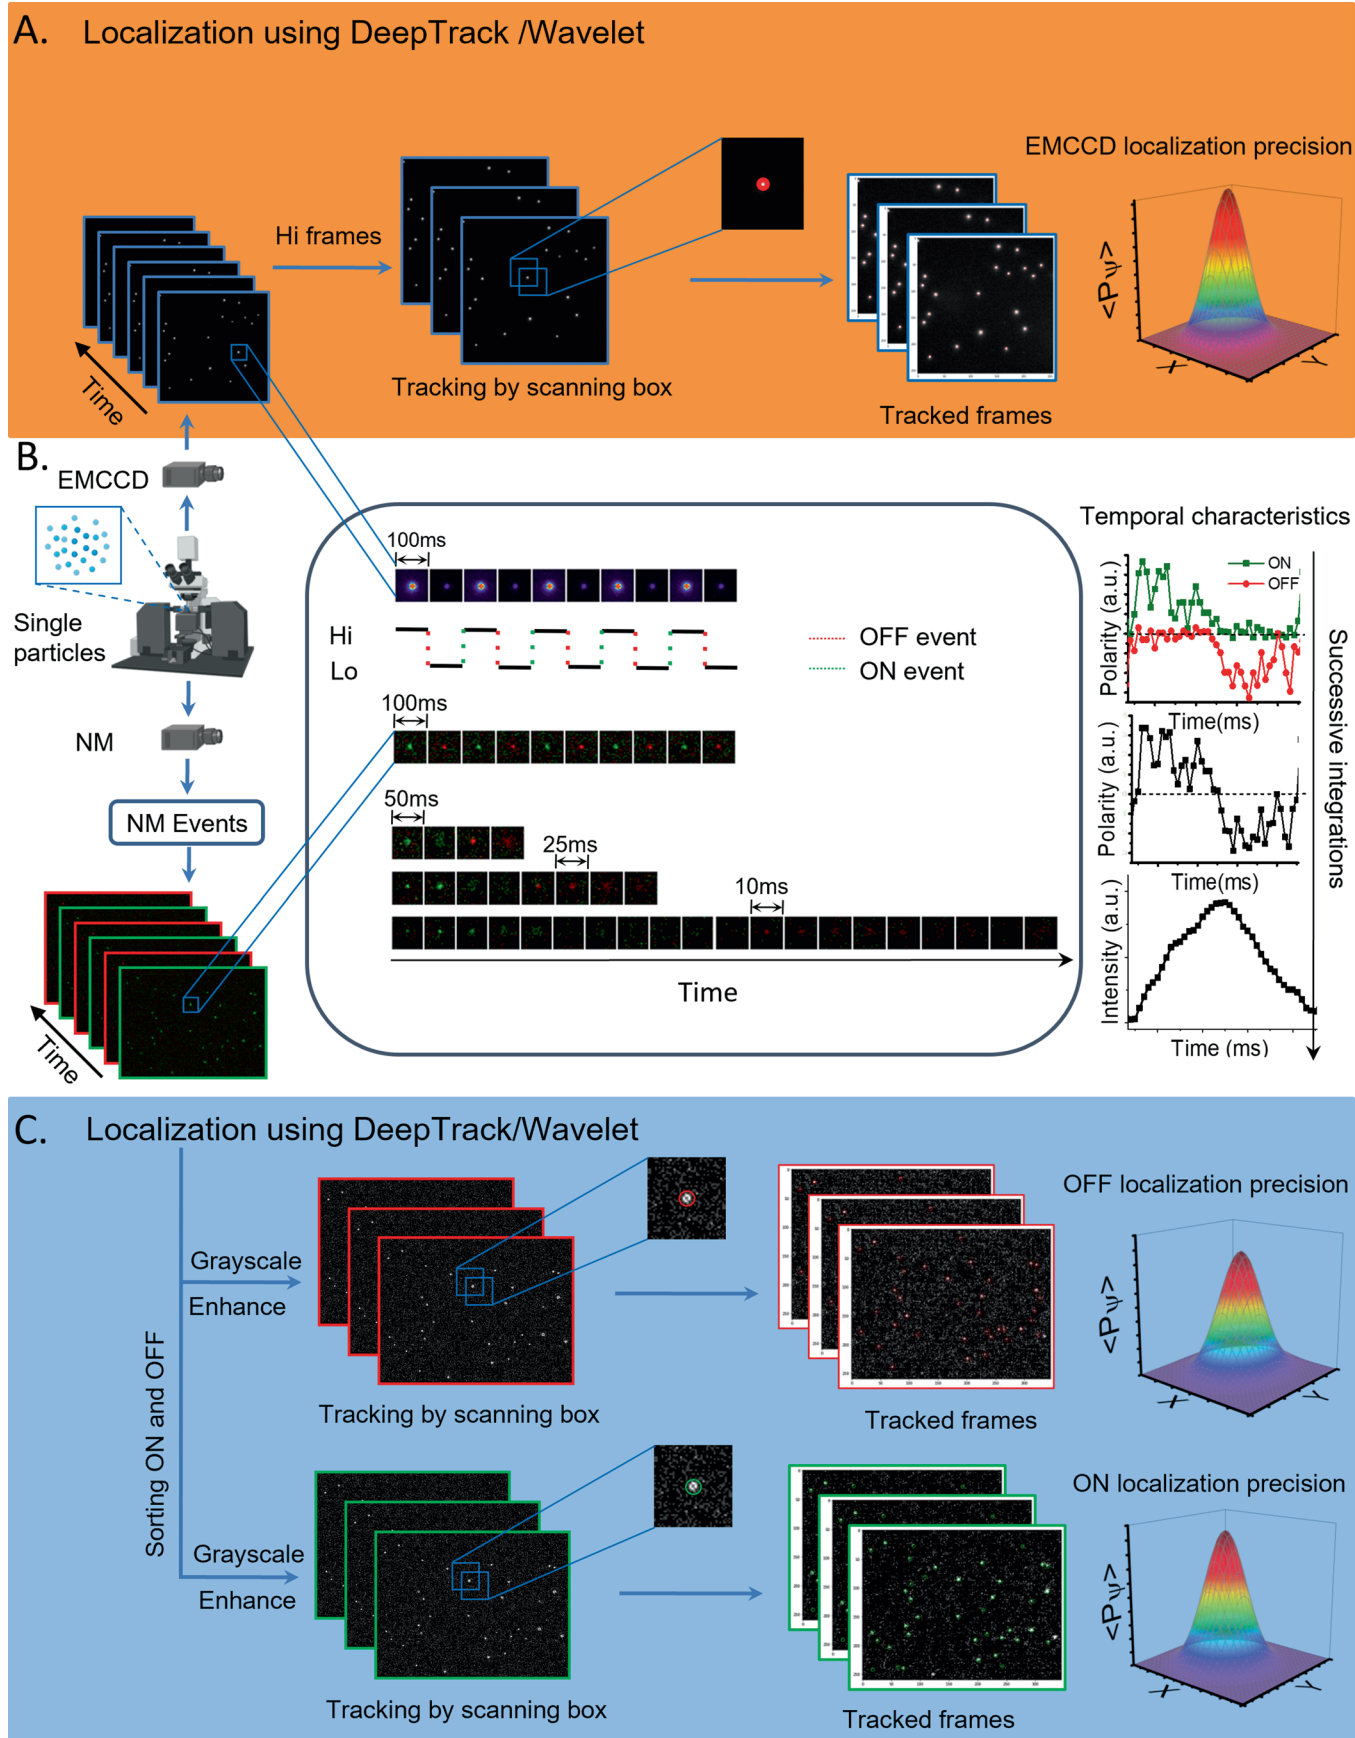 A. Localization using DeepTrack /Wavelet
EMCCD localization precision
Hi frames
<Pψ>
X
Y
Time
Tracking by scanning box
Tracked frames
B.
EMCCD
Single
particles
NM
NM Events
Time
100ms
Hi
Lo
OFF event
ON event
100ms
50ms
25ms
10ms
Time
Temporal characteristics
ON
OFF
Polarity (a.u.)
Time(ms)
Polarity (a.u.)
Time(ms)
Intensity (a.u.)
Time (ms)
Successive integrations
C. Localization using DeepTrack/Wavelet
Sorting ON and OFF
Grayscale
Enhance
Tracking by scanning box
Tracked frames
OFF localization precision
<Pψ>
X
Y
Grayscale
Enhance
Tracking by scanning box
Tracked frames
ON localization precision
<Pψ>
X
Y